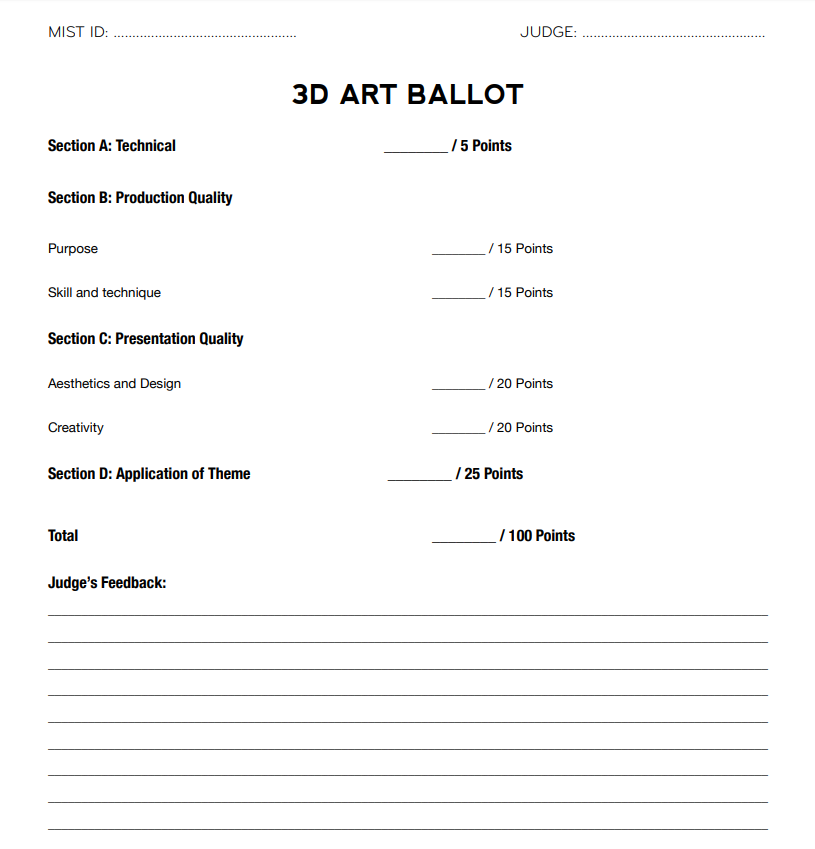 MIST ID: ................................................. JUDGE: .................................................
3D ART BALLOT
Section A: Technical ________ / 5 Points
Section B: Production Quality
Purpose _______ / 15 Points
Skill and technique _______ / 15 Points
Section C: Presentation Quality
Aesthetics and Design _______ / 20 Points
Creativity _______ / 20 Points
Section D: Application of Theme ________ / 25 Points
Total ________ / 100 Points
Judge’s Feedback: